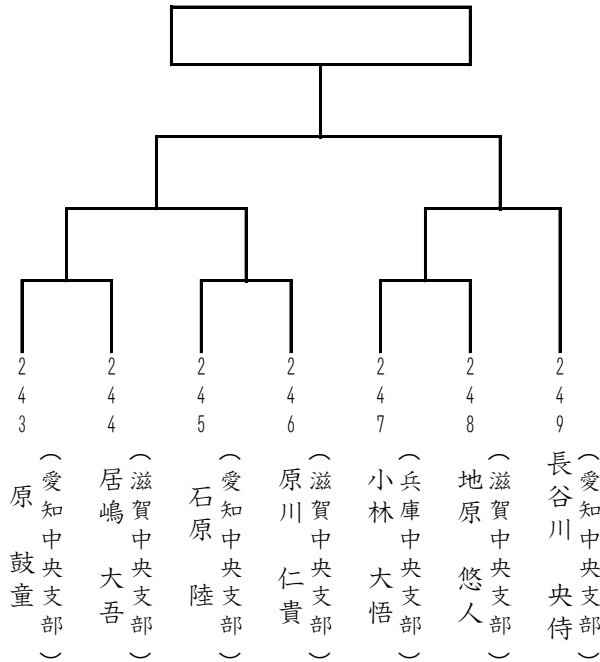 243
原 鼓童
(愛知中央支部)
244
居嶋 大吾
(滋賀中央支部)
245
石原 陸
(愛知中央支部)
246
原川 仁貴
(滋賀中央支部)
247
小林 大悟
(兵庫中央支部)
248
地原 悠人
(滋賀中央支部)
249
長谷川 央侍
(愛知中央支部)